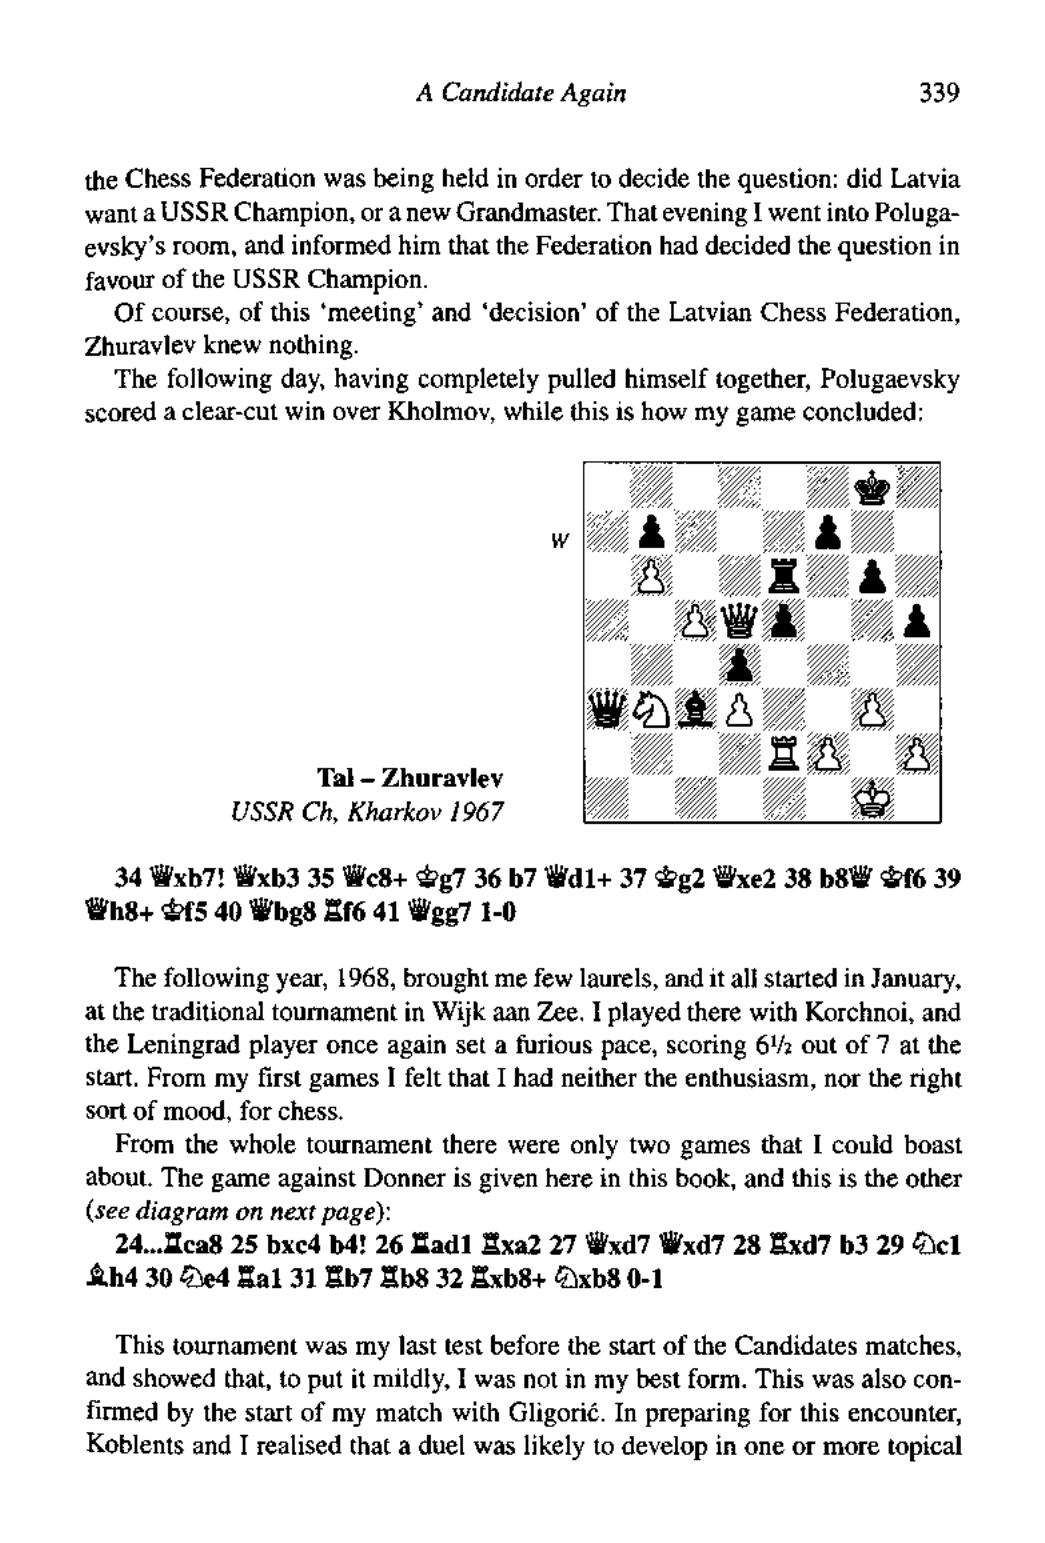 A Candidate Again 339
the Chess Federation was being held in order to decide the question: did Latvia
want a USSR Champion, or a new Grandmaster. That evening I went into Poluga-
evsky's room, and informed him that the Federation had decided the question in
favour of the USSR Champion.
Of course, of this 'meeting' and 'decision' of the Latvian Chess Federation,
Zhuravlev knew nothing.
The following day, having completely pulled himself together, Polugaevsky
scored a clear-cut win over Kholmov, while this is how my game concluded:
W
Tal – Zhuravlev
USSR Ch, Kharkov 1967
34 ♕xb7! ♕xb3 35 ♕c8+ ♔g7 36 b7 ♕d1+ 37 ♔g2 ♕xe2 38 b8♕ ♔f6 39
♕h8+ ♔f5 40 ♕bg8 ♖f6 41 ♕gg7 1-0
The following year, 1968, brought me few laurels, and it all started in January,
at the traditional tournament in Wijk aan Zee. I played there with Korchnoi, and
the Leningrad player once again set a furious pace, scoring 6½ out of 7 at the
start. From my first games I felt that I had neither the enthusiasm, nor the right
sort of mood, for chess.
From the whole tournament there were only two games that I could boast
about. The game against Donner is given here in this book, and this is the other
(see diagram on next page):
24...♖ca8 25 bxc4 b4! 26 ♖ad1 ♖xa2 27 ♕xd7 ♕xd7 28 ♖xd7 b3 29 ♘c1
♗h4 30 ♘e4 ♖a1 31 ♖b7 ♖b8 32 ♖xb8+ ♘xb8 0-1
This tournament was my last test before the start of the Candidates matches,
and showed that, to put it mildly, I was not in my best form. This was also con-
firmed by the start of my match with Gligorić. In preparing for this encounter,
Koblents and I realised that a duel was likely to develop in one or more topical